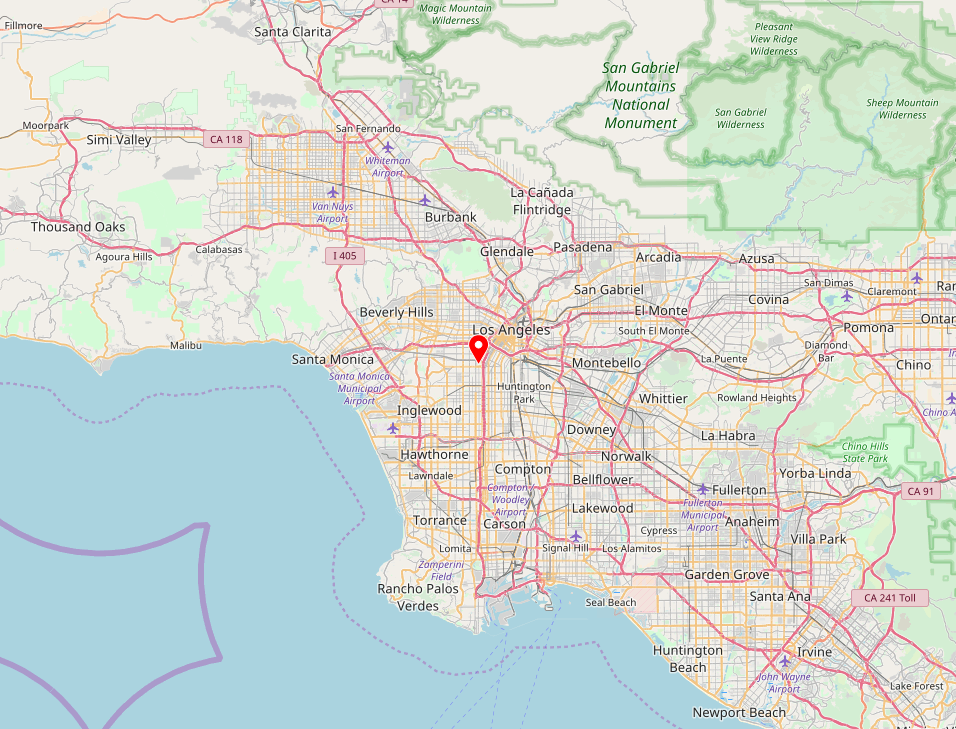 CA 14
Fillmore
Magic Mountain
Wilderness
Santa Clarita
Pleasant
View Ridge
Wilderness
San Gabriel
Mountains
National
Monument
San Gabriel
Wilderness
Sheep Mountain
Wilderness
Moorpark
Simi Valley
CA 118
San Fernando
Whiteman
Airport
Van Nuys
Airport
La Cañada
Flintridge
Burbank
Thousand Oaks
Agoura Hills
Calabasas
I 405
Glendale
Pasadena
Arcadia
Azusa
San Dimas
Claremont
Ran
San Gabriel
Covina
Beverly Hills
El Monte
Ontar
Los Angeles
South El Monte
Pomona
Malibu
Santa Monica
Montebello
La Puente
Diamond
Bar
Chino
In
Santa Monica
Municipal
Airport
Huntington
Park
Whittier
Rowland Heights
Chino A
Inglewood
Downey
La Habra
Chino Hills
State Park
Hawthorne
Norwalk
Lawndale
Compton
Bellflower
Yorba Linda
Compton/
Woodley
Airport
Fullerton
CA 91
Lakewood
Fullerton
Municipal
Airport
Torrance
Carson
Cypress
Anaheim
Villa Park
Lomita
Signal Hill
Los Alamitos
Zamperini
Field
Garden Grove
Rancho Palos
Verdes
Seal Beach
Santa Ana
CA 241 Toll
Huntington
Beach
Irvine
John Wayne
Airport
Lake Forest
Newport Beach